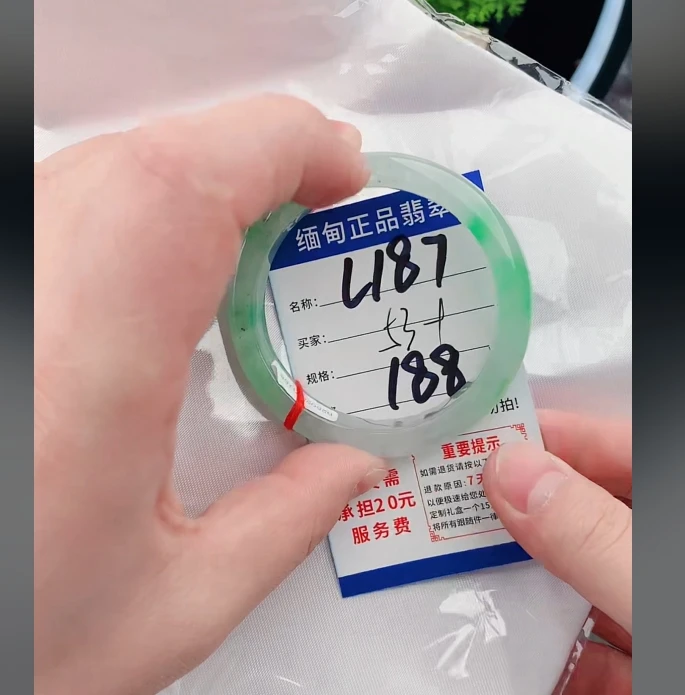 缅甸正品翡翠
名称: L187
买家: 53+
规格: 188
勿拍!
需
承担20元
服务费
重要提示
如需退货请按以
退款原因:7天
以便极速给您处
定制礼盒一个15
将所有跟随件一律